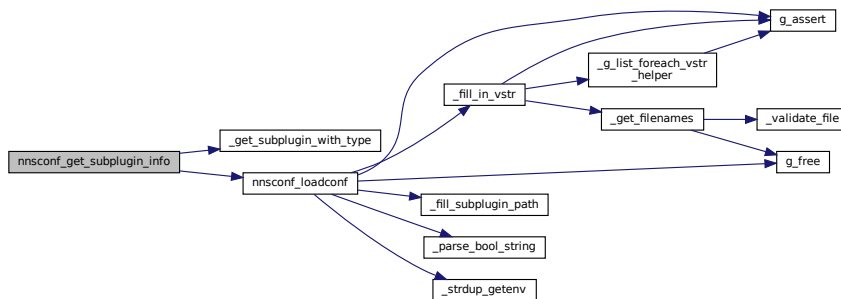 g_assert
_g_list_foreach_vstr
_helper
_fill_in_vstr
_get_filenames
_validate_file
_get_subplugin_with_type
nnsconf_get_subplugin_info
g_free
nnsconf_loadconf
_fill_subplugin_path
_parse_bool_string
_strdup_getenv